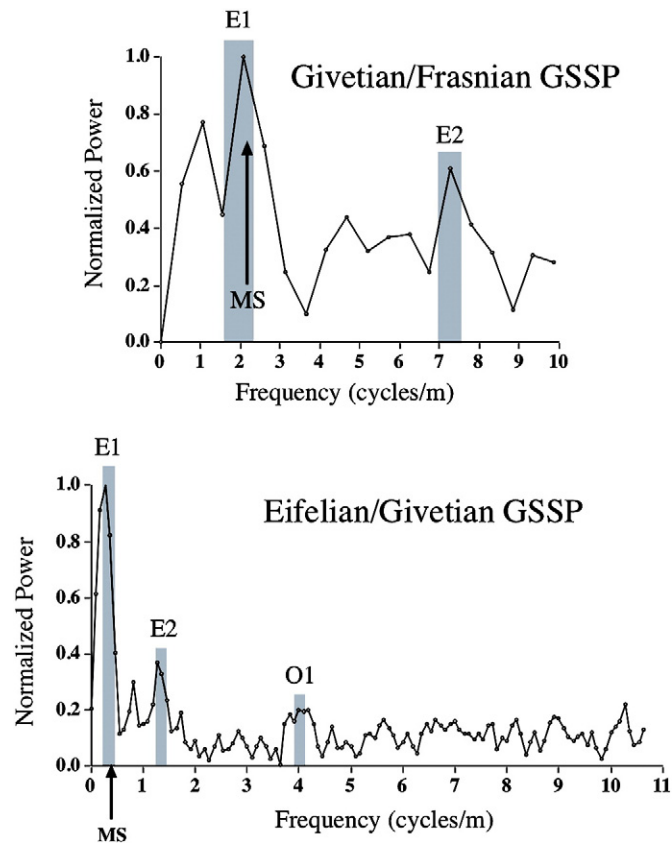 E1
Givetian/Frasnian GSSP
E2
MS
Normalized Power
1.0
0.8
0.6
0.4
0.2
0.0
0 1 2 3 4 5 6 7 8 9 10
Frequency (cycles/m)
E1
Eifelian/Givetian GSSP
E2
O1
Normalized Power
1.0
0.8
0.6
0.4
0.2
0.0
0 1 2 3 4 5 6 7 8 9 10 11
MS
Frequency (cycles/m)